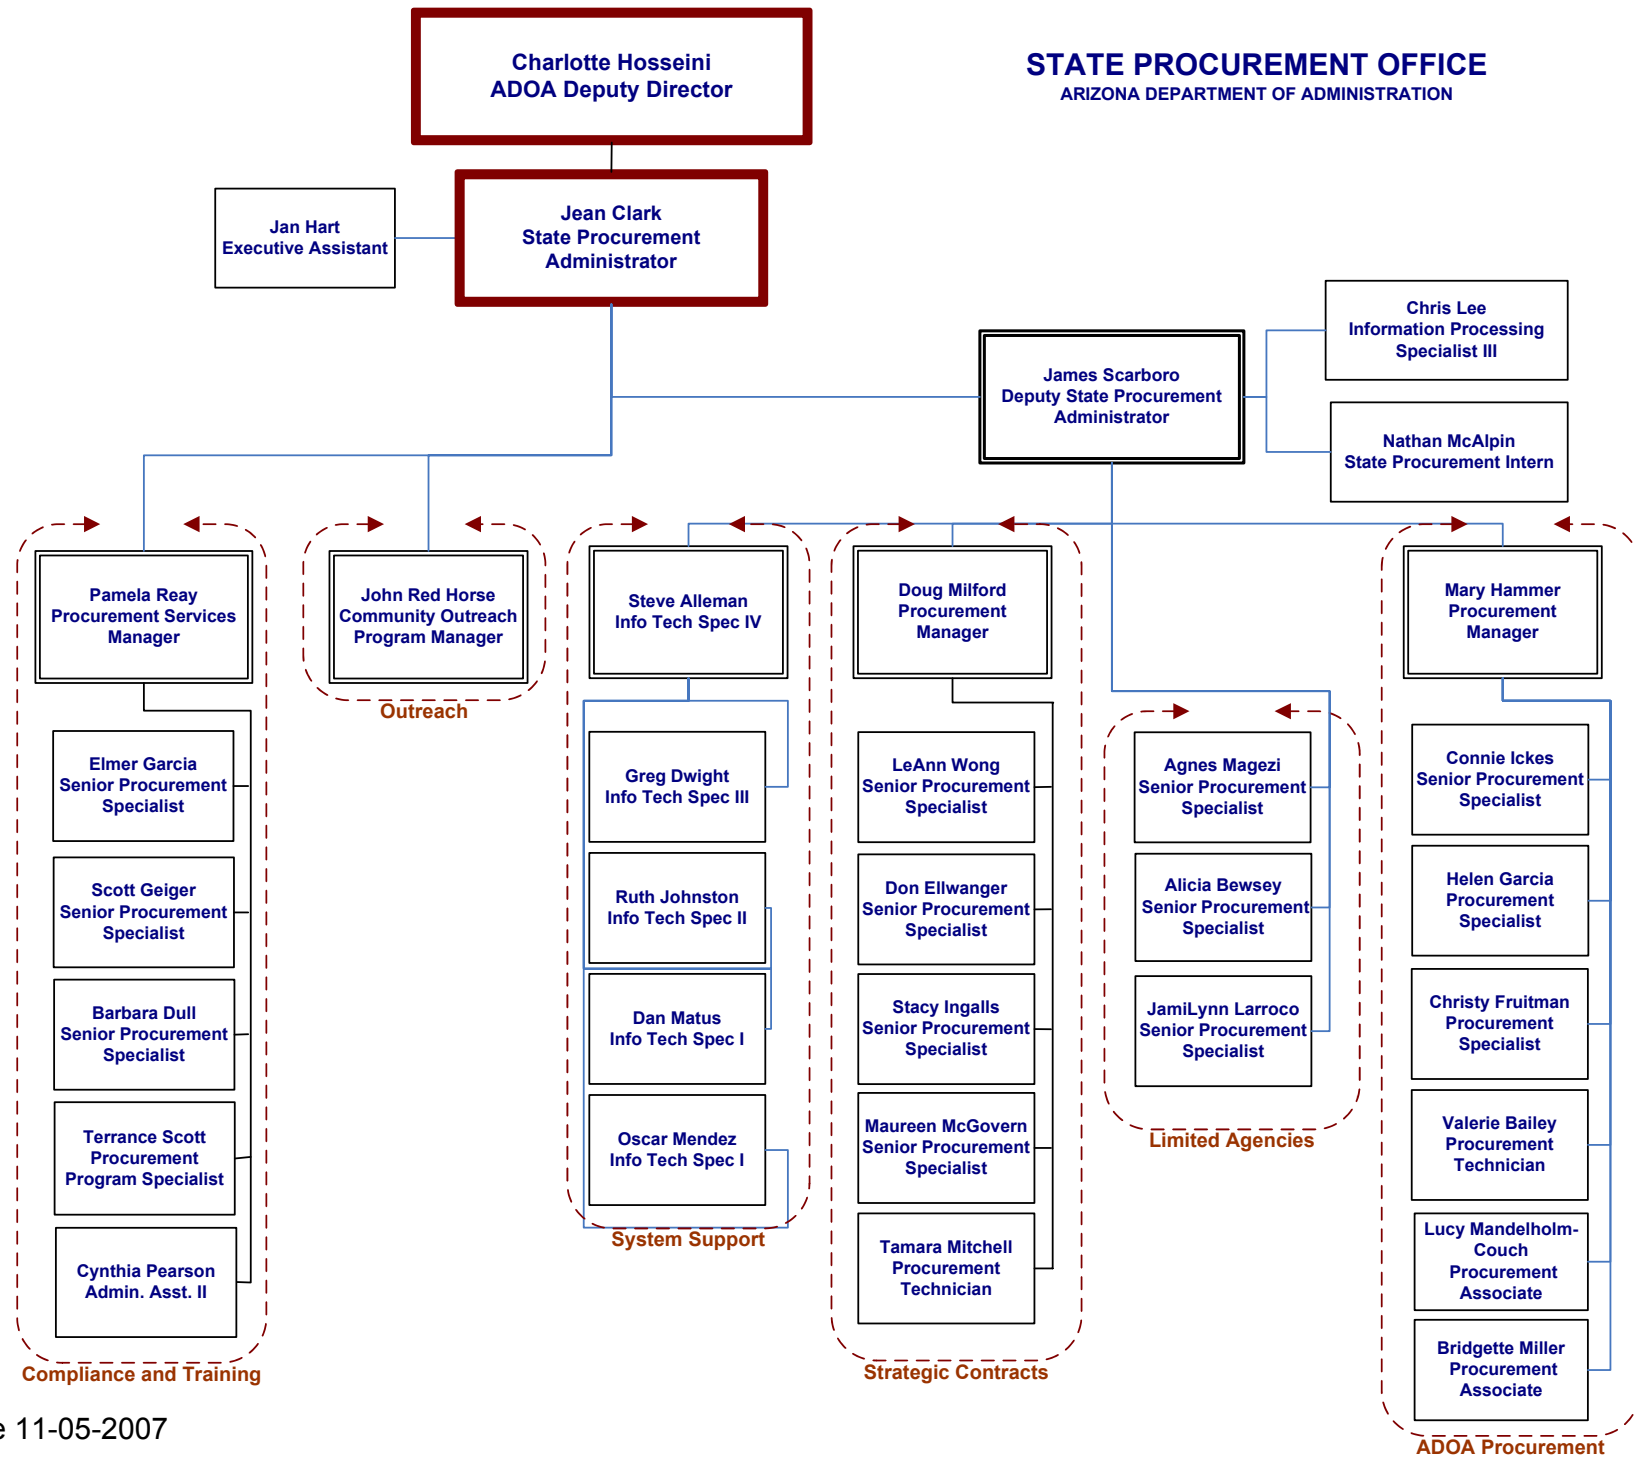 Charlotte Hosseini
ADOA Deputy Director
STATE PROCUREMENT OFFICE
ARIZONA DEPARTMENT OF ADMINISTRATION
Jan Hart
Executive Assistant
Jean Clark
State Procurement
Administrator
Chris Lee
Information Processing
Specialist III
James Scarboro
Deputy State Procurement
Administrator
Nathan McAlpin
State Procurement Intern
Pamela Reay
Procurement Services
Manager
John Red Horse
Community Outreach
Program Manager
Outreach
Steve Alleman
Info Tech Spec IV
Doug Milford
Procurement
Manager
Mary Hammer
Procurement
Manager
Elmer Garcia
Senior Procurement
Specialist
Scott Geiger
Senior Procurement
Specialist
Barbara Dull
Senior Procurement
Specialist
Terrance Scott
Procurement
Program Specialist
Cynthia Pearson
Admin. Asst. II
Compliance and Training
Greg Dwight
Info Tech Spec III
Ruth Johnston
Info Tech Spec II
Dan Matus
Info Tech Spec I
Oscar Mendez
Info Tech Spec I
System Support
LeAnn Wong
Senior Procurement
Specialist
Don Ellwanger
Senior Procurement
Specialist
Stacy Ingalls
Senior Procurement
Specialist
Maureen McGovern
Senior Procurement
Specialist
Tamara Mitchell
Procurement
Technician
Strategic Contracts
Agnes Magezi
Senior Procurement
Specialist
Alicia Bewsey
Senior Procurement
Specialist
JamiLynn Larroco
Senior Procurement
Specialist
Limited Agencies
Connie Ickes
Senior Procurement
Specialist
Helen Garcia
Procurement
Specialist
Christy Fruitman
Procurement
Specialist
Valerie Bailey
Procurement
Technician
Lucy Mandelholm-
Couch
Procurement
Associate
Bridgette Miller
Procurement
Associate
ADOA Procurement
11-05-2007